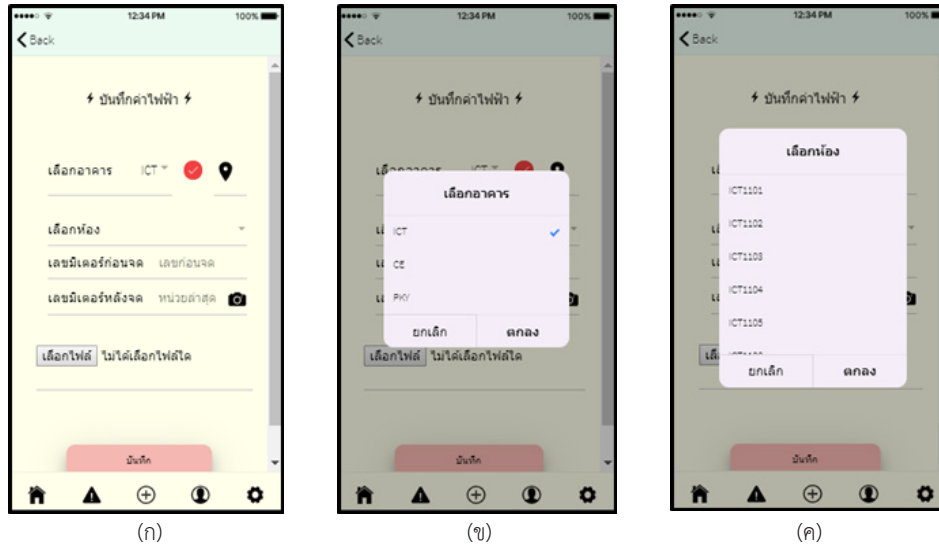 12:34 PM 100%
Back
บันทึกค่าไฟฟ้า
เลือกอาคาร ICT
เลือกห้อง
เลขมิเตอร์ก่อนจด เลขก่อนจด
เลขมิเตอร์หลังจด หน่วยล่าสุด
เลือกไฟล์ ไม่ได้เลือกไฟล์ใด
บันทึก
(ก)
12:34 PM 100%
Back
บันทึกค่าไฟฟ้า
เลือกอาคาร
ICT
CE
PKY
ยกเลิก ตกลง
เลือกไฟล์ ไม่ได้เลือกไฟล์ใด
บันทึก
(ข)
12:34 PM 100%
Back
บันทึกค่าไฟฟ้า
เลือกห้อง
ICT1101
ICT1102
ICT1103
ICT1104
ICT1105
ยกเลิก ตกลง
บันทึก
(ค)